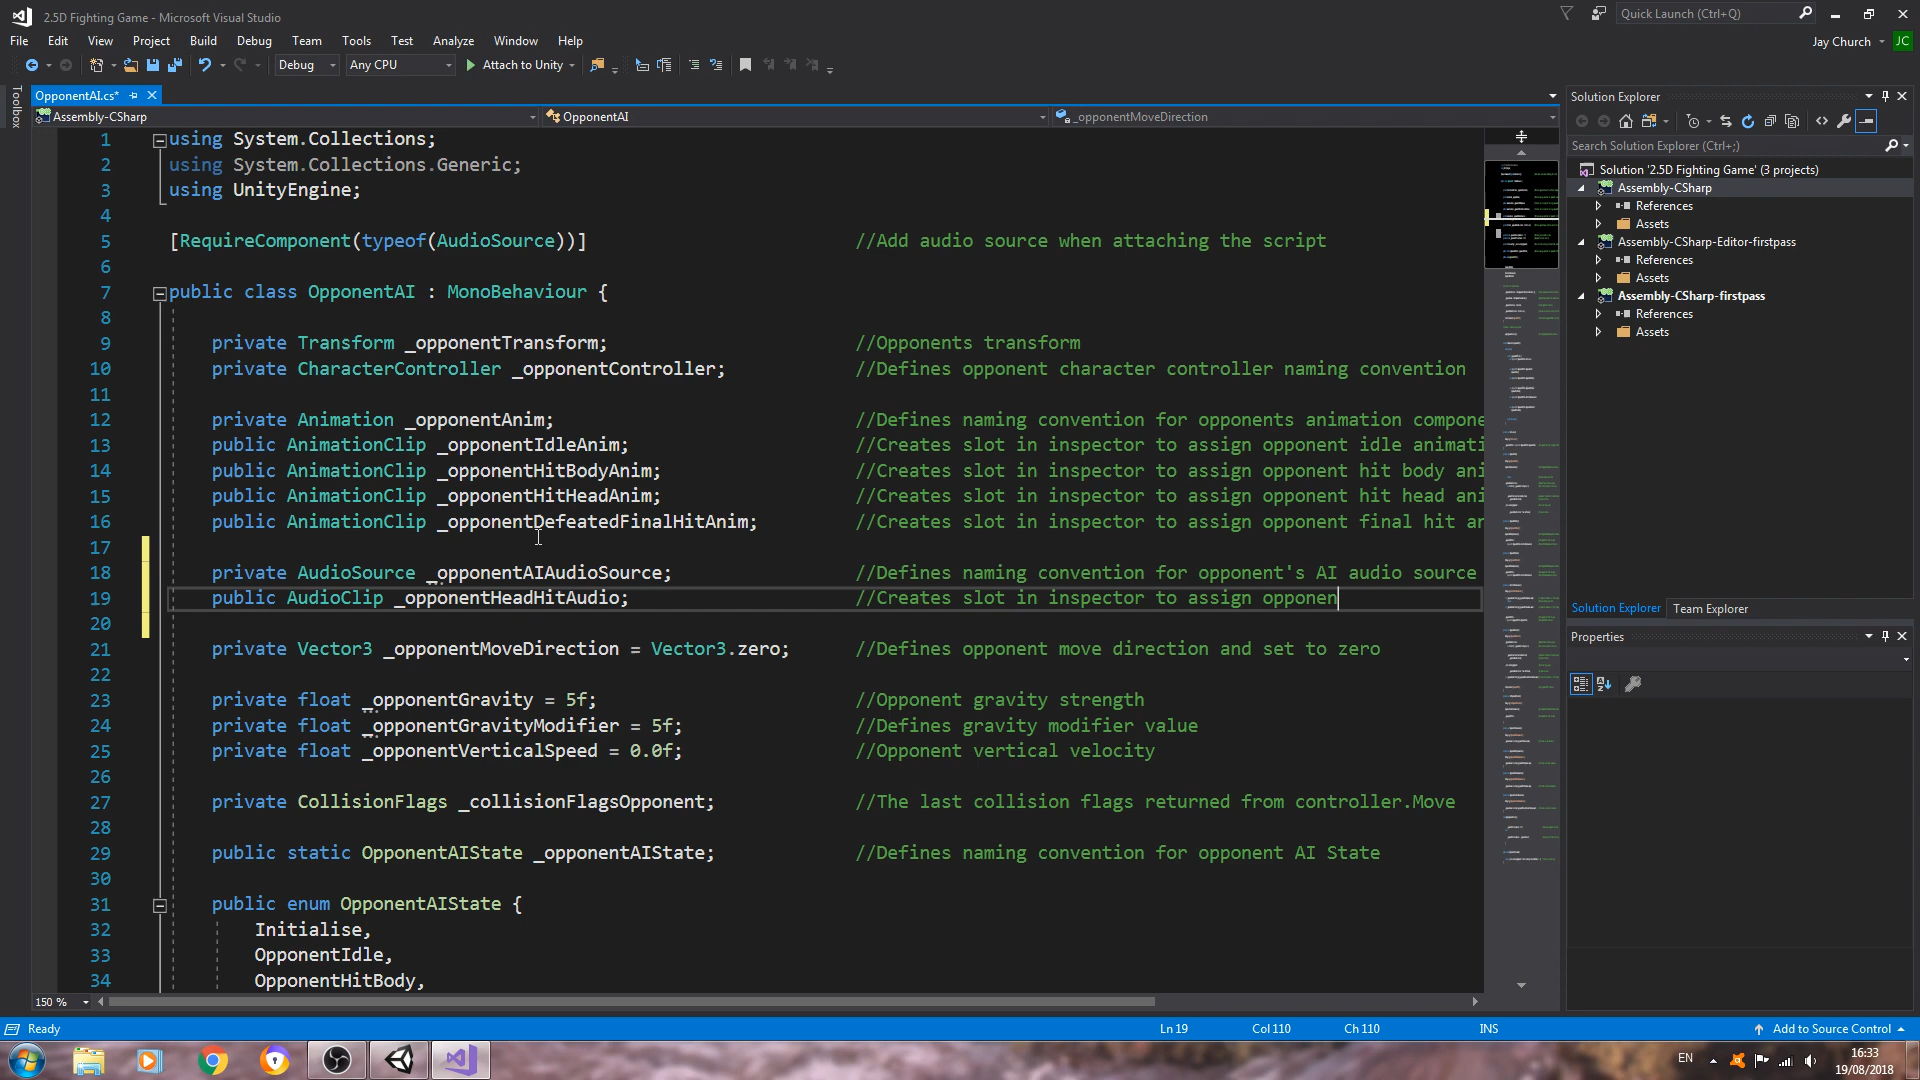 2.5D Fighting Game - Microsoft Visual Studio
Quick Launch (Ctrl+Q)
File Edit View Project Build Debug Team Tools Test Analyze Window Help
Jay Church JC
Debug Any CPU Attach to Unity
Toolbox
OpponentAI.cs*
Assembly-CSharp OpponentAI _opponentMoveDirection
1 using System.Collections;
2 using System.Collections.Generic;
3 using UnityEngine;
4
5 [RequireComponent(typeof(AudioSource))] //Add audio source when attaching the script
6
7 public class OpponentAI : MonoBehaviour {
8
9 private Transform _opponentTransform; //Opponents transform
10 private CharacterController _opponentController; //Defines opponent character controller naming convention
11
12 private Animation _opponentAnim; //Defines naming convention for opponents animation compone
13 public AnimationClip _opponentIdleAnim; //Creates slot in inspector to assign opponent idle animati
14 public AnimationClip _opponentHitBodyAnim; //Creates slot in inspector to assign opponent hit body ani
15 public AnimationClip _opponentHitHeadAnim; //Creates slot in inspector to assign opponent hit head ani
16 public AnimationClip _opponentDefeatedFinalHitAnim; //Creates slot in inspector to assign opponent final hit an
17
18 private AudioSource _opponentAIAudioSource; //Defines naming convention for opponent's AI audio source
19 public AudioClip _opponentHeadHitAudio; //Creates slot in inspector to assign opponen
20
21 private Vector3 _opponentMoveDirection = Vector3.zero; //Defines opponent move direction and set to zero
22
23 private float _opponentGravity = 5f; //Opponent gravity strength
24 private float _opponentGravityModifier = 5f; //Defines gravity modifier value
25 private float _opponentVerticalSpeed = 0.0f; //Opponent vertical velocity
26
27 private CollisionFlags _collisionFlagsOpponent; //The last collision flags returned from controller.Move
28
29 public static OpponentAIState _opponentAIState; //Defines naming convention for opponent AI State
30
31 public enum OpponentAIState {
32 Initialise,
33 OpponentIdle,
34 OpponentHitBody,
150 %
Solution Explorer
Search Solution Explorer (Ctrl+;)
Solution '2.5D Fighting Game' (3 projects)
Assembly-CSharp
References
Assets
Assembly-CSharp-Editor-firstpass
References
Assets
Assembly-CSharp-firstpass
References
Assets
Solution Explorer Team Explorer
Properties
Ready Ln 19 Col 110 Ch 110 INS Add to Source Control
EN 16:33
19/08/2018